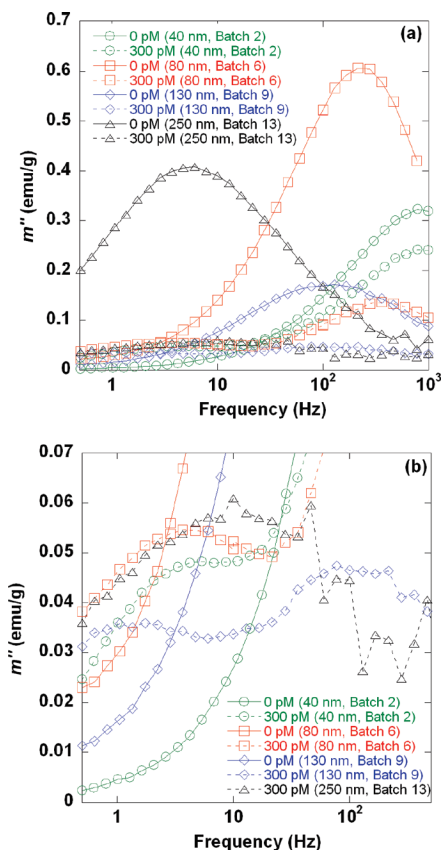 (a)
0 pM (40 nm, Batch 2)
300 pM (40 nm, Batch 2)
0 pM (80 nm, Batch 6)
300 pM (80 nm, Batch 6)
0 pM (130 nm, Batch 9)
300 pM (130 nm, Batch 9)
0 pM (250 nm, Batch 13)
300 pM (250 nm, Batch 13)
0.7
0.6
0.5
0.4
0.3
0.2
0.1
0
m'' (emu/g)
1 10 10² 10³
Frequency (Hz)
(b)
0.07
0.06
0.05
0.04
0.03
0.02
0.01
0
m'' (emu/g)
0 pM (40 nm, Batch 2)
300 pM (40 nm, Batch 2)
0 pM (80 nm, Batch 6)
300 pM (80 nm, Batch 6)
0 pM (130 nm, Batch 9)
300 pM (130 nm, Batch 9)
300 pM (250 nm, Batch 13)
1 10 10²
Frequency (Hz)